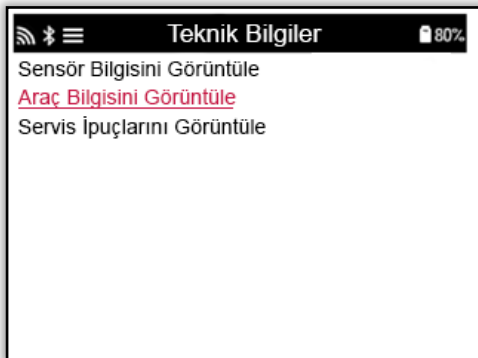 Teknik Bilgiler 80%
Sensör Bilgisini Görüntüle
Araç Bilgisini Görüntüle
Servis İpuçlarını Görüntüle